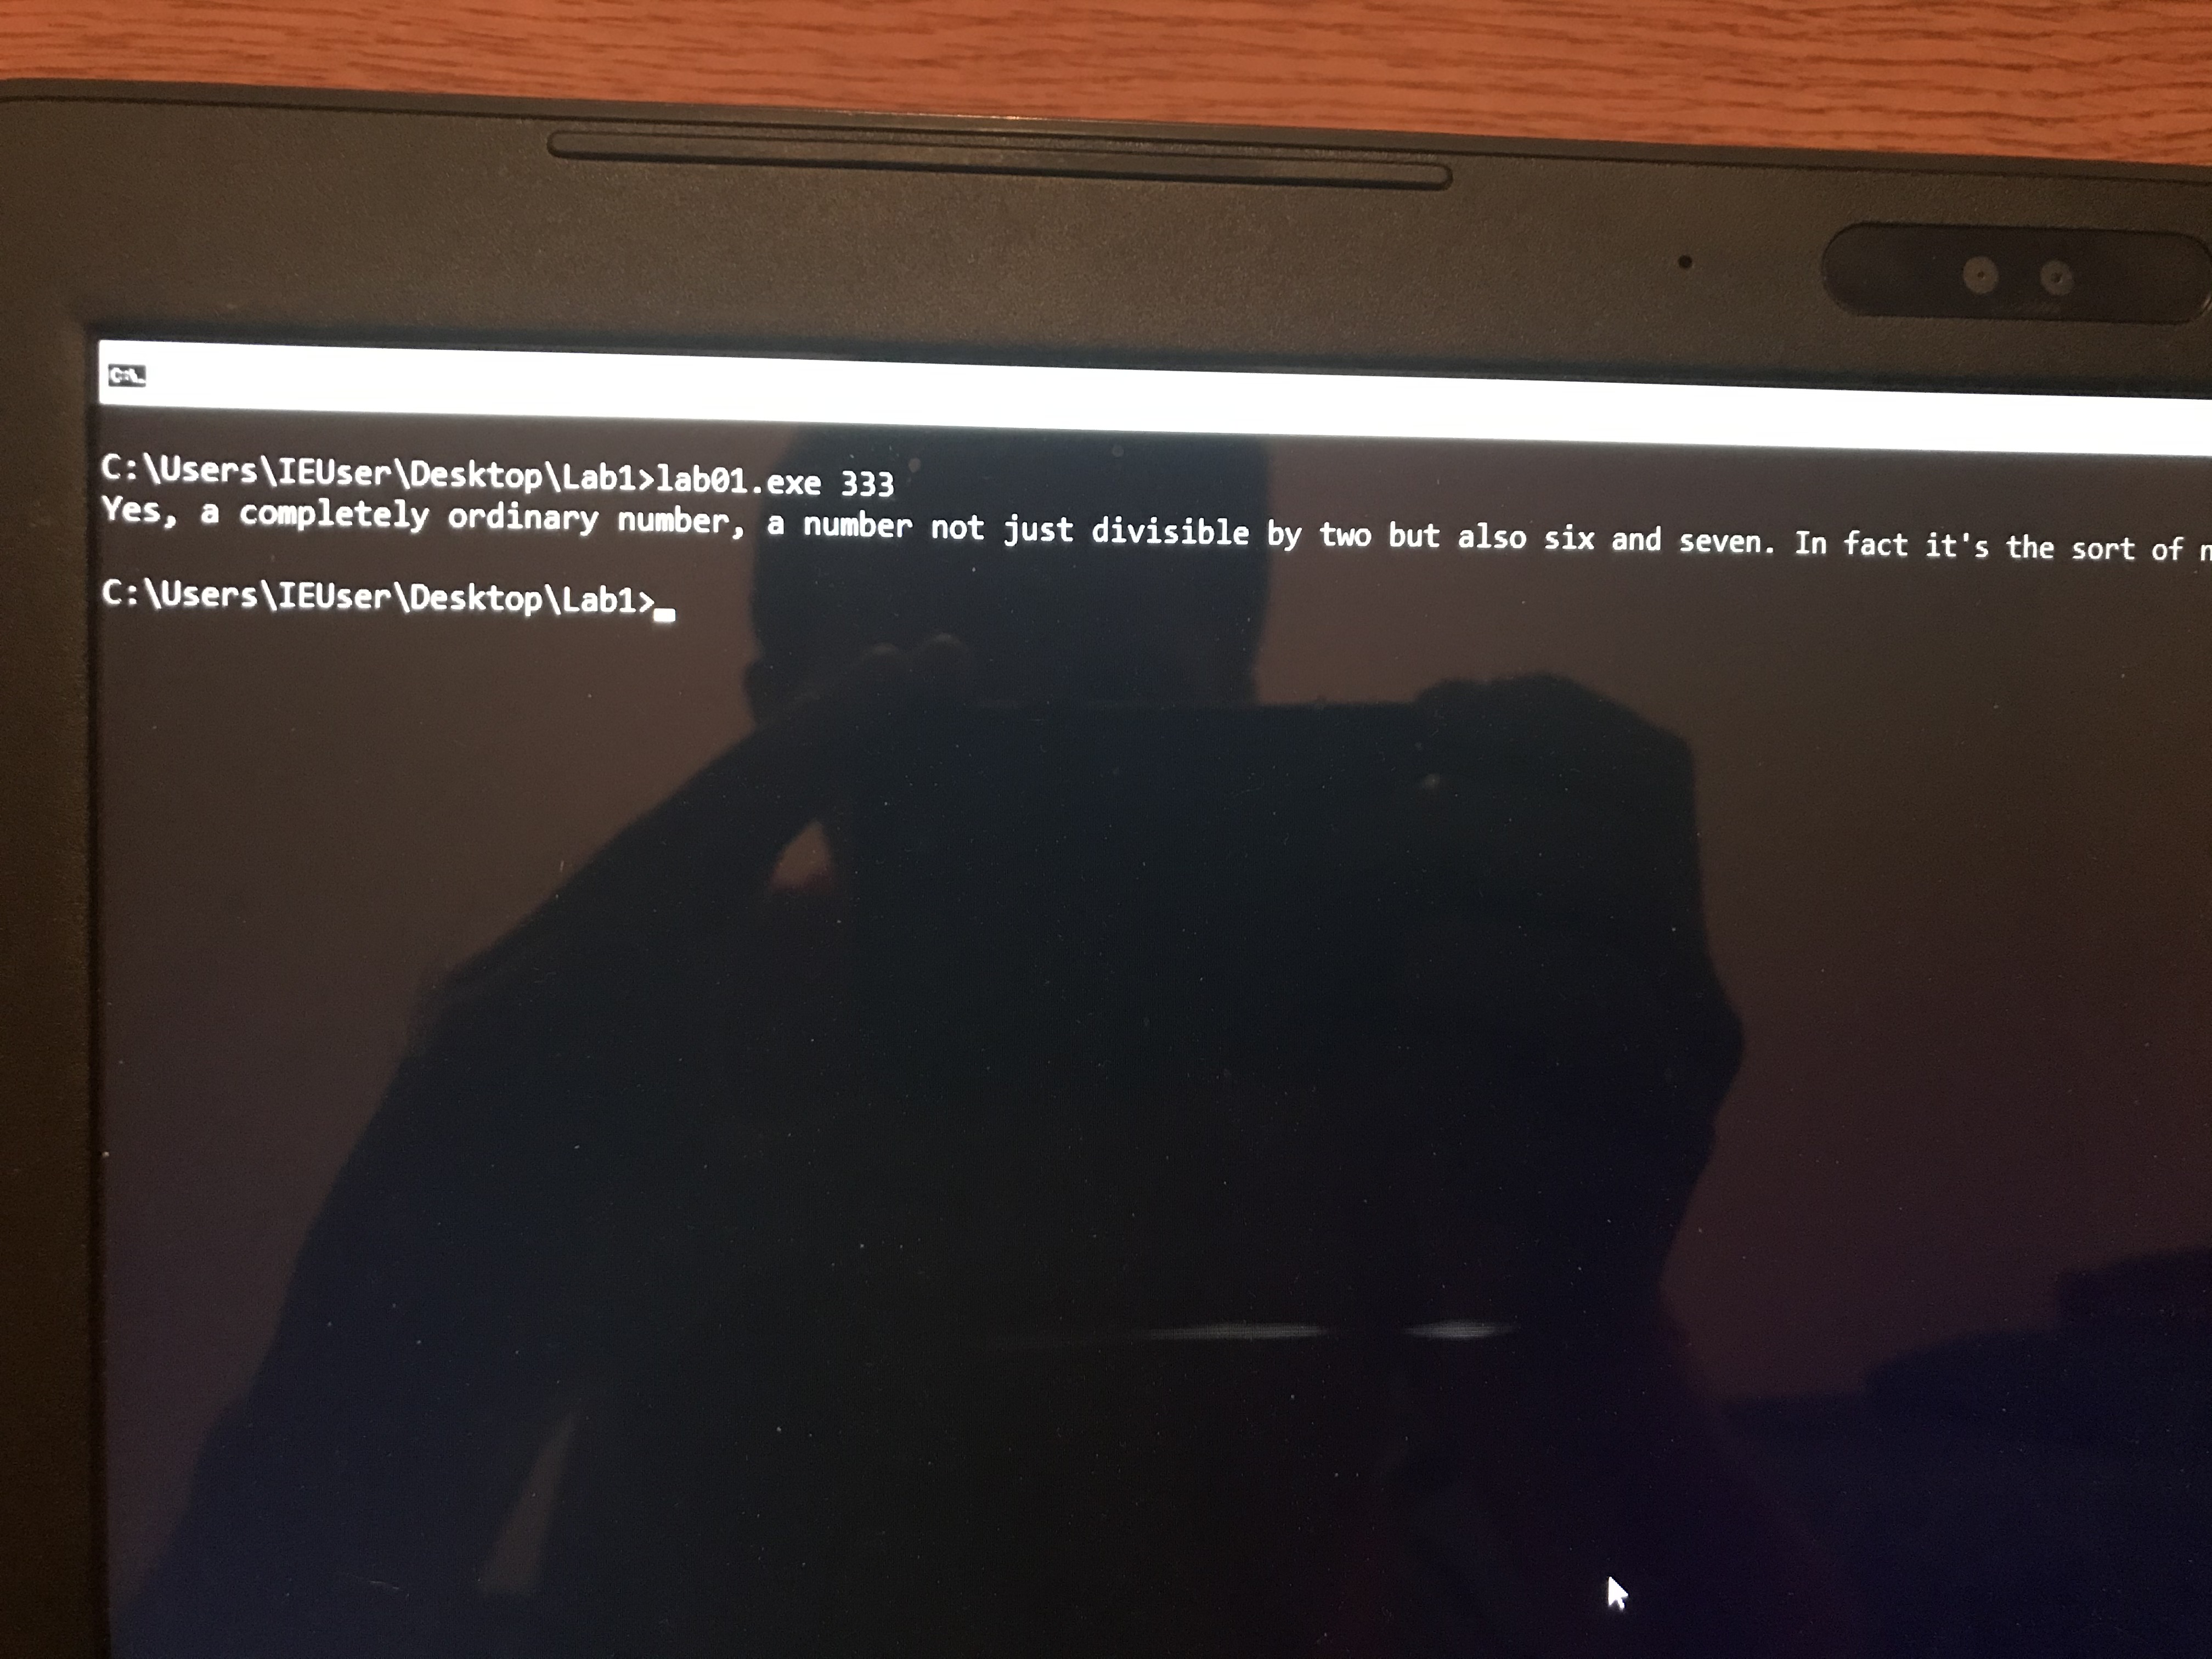 C:\Users\IEUser\Desktop\Lab1>lab01.exe 333
Yes, a completely ordinary number, a number not just divisible by two but also six and seven. In fact it's the sort of
C:\Users\IEUser\Desktop\Lab1>